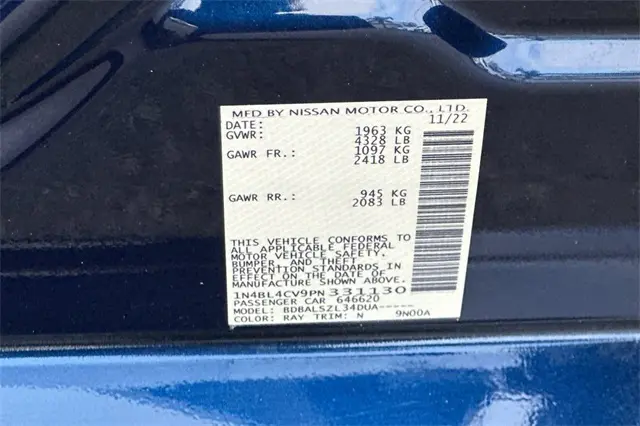 MFD BY NISSAN MOTOR CO., LTD.
DATE: 11/22
GVWR: 1963 KG
4328 LB
GAWR FR.: 1097 KG
2418 LB
GAWR RR.: 945 KG
2083 LB
THIS VEHICLE CONFORMS TO
ALL APPLICABLE FEDERAL
MOTOR VEHICLE SAFETY,
BUMPER, AND THEFT
PREVENTION STANDARDS IN
EFFECT ON THE DATE OF
MANUFACTURE SHOWN ABOVE.
1N4BL4CV9PN331130
PASSENGER CAR 646620
MODEL: BDBALSZL34DUA-----
COLOR: RAY TRIM: N 9N00A